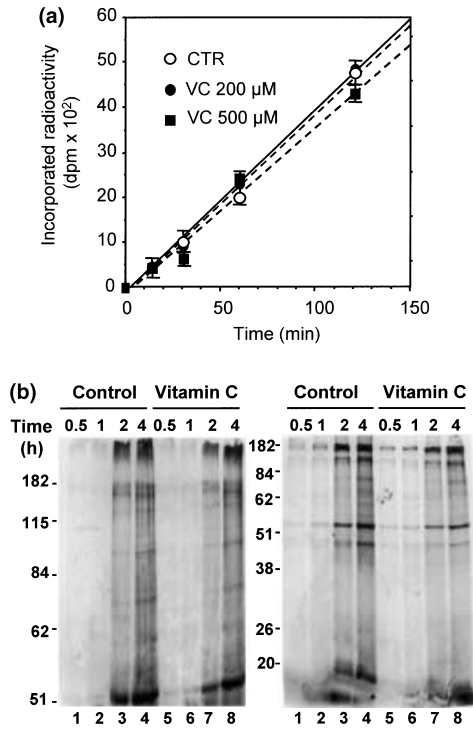 (a)
Incorporated radioactivity
(dpm x 10²)
60
50
40
30
20
10
0
CTR
VC 200 µM
VC 500 µM
0 50 100 150
Time (min)
(b)
Control Vitamin C Control Vitamin C
Time 0.5 1 2 4 0.5 1 2 4 0.5 1 2 4 0.5 1 2 4
(h)
182
115
84
62
51
182
84
62
51
38
26
20
1 2 3 4 5 6 7 8 1 2 3 4 5 6 7 8